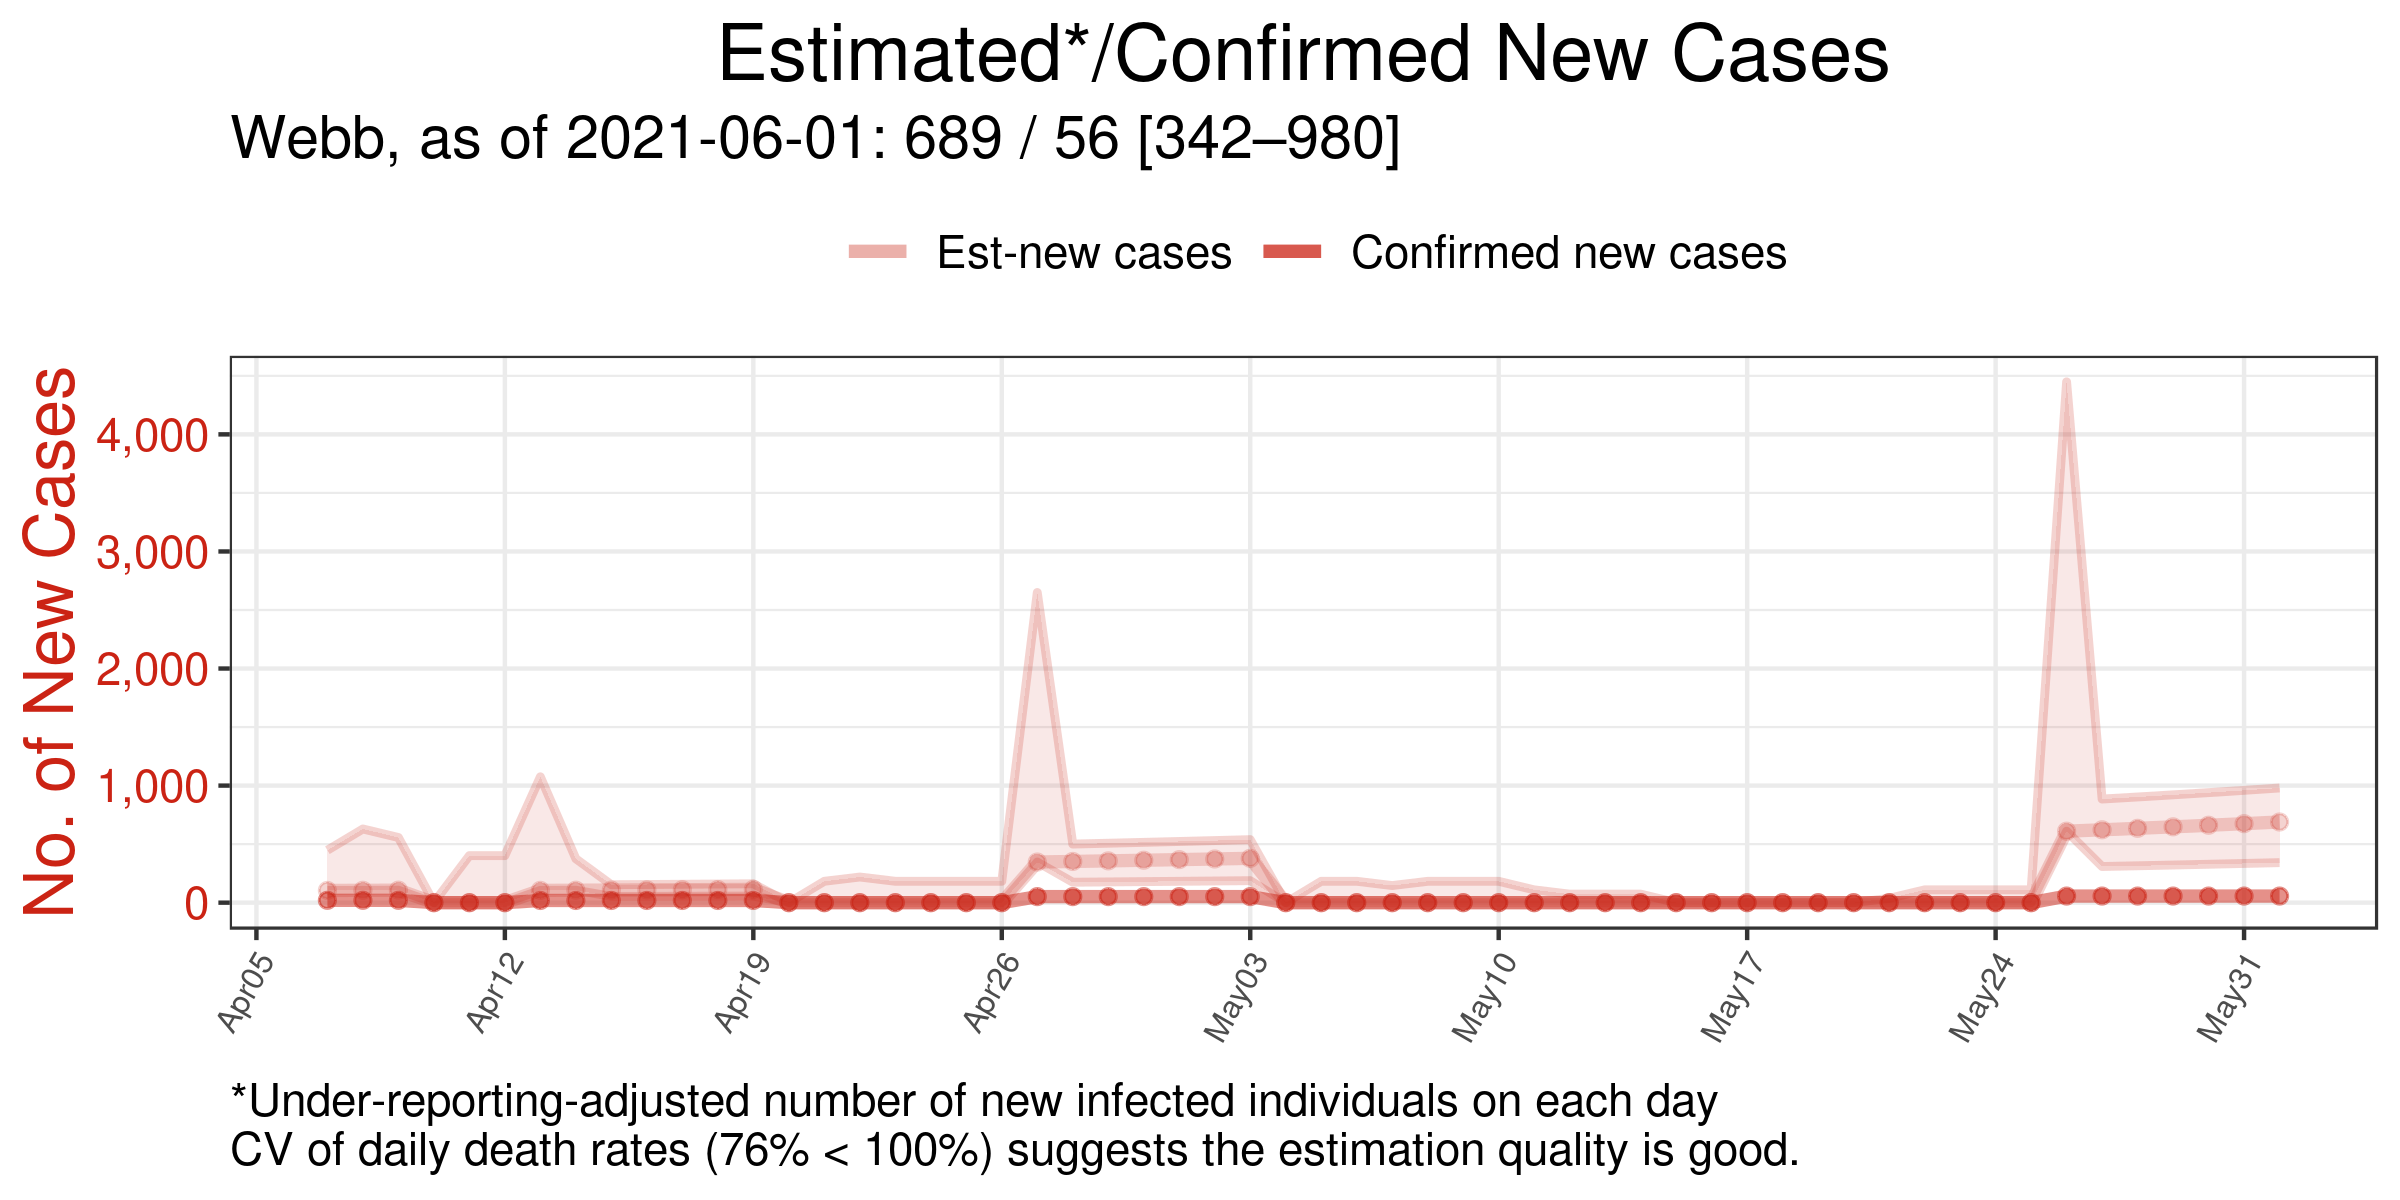 Estimated*/Confirmed New Cases
Webb, as of 2021-06-01: 689 / 56 [342–980]
Est-new cases
Confirmed new cases
No. of New Cases
4,000
3,000
2,000
1,000
0
Apr05
Apr12
Apr19
Apr26
May03
May10
May17
May24
May31
*Under-reporting-adjusted number of new infected individuals on each day
CV of daily death rates (76% < 100%) suggests the estimation quality is good.